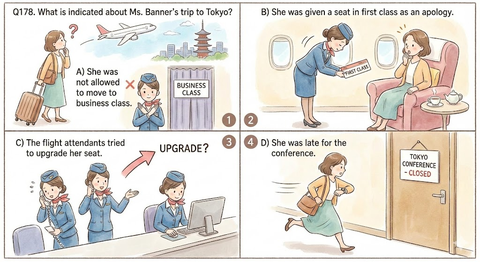 Q178. What is indicated about Ms. Banner's trip to Tokyo?
A) She was
not allowed
to move to
business class.
BUSINESS
CLASS
1
B) She was given a seat in first class as an apology.
FIRST CLASS
2
C) The flight attendants tried
to upgrade her seat.
UPGRADE?
3
D) She was late for the
conference.
TOKYO
CONFERENCE
- CLOSED
4